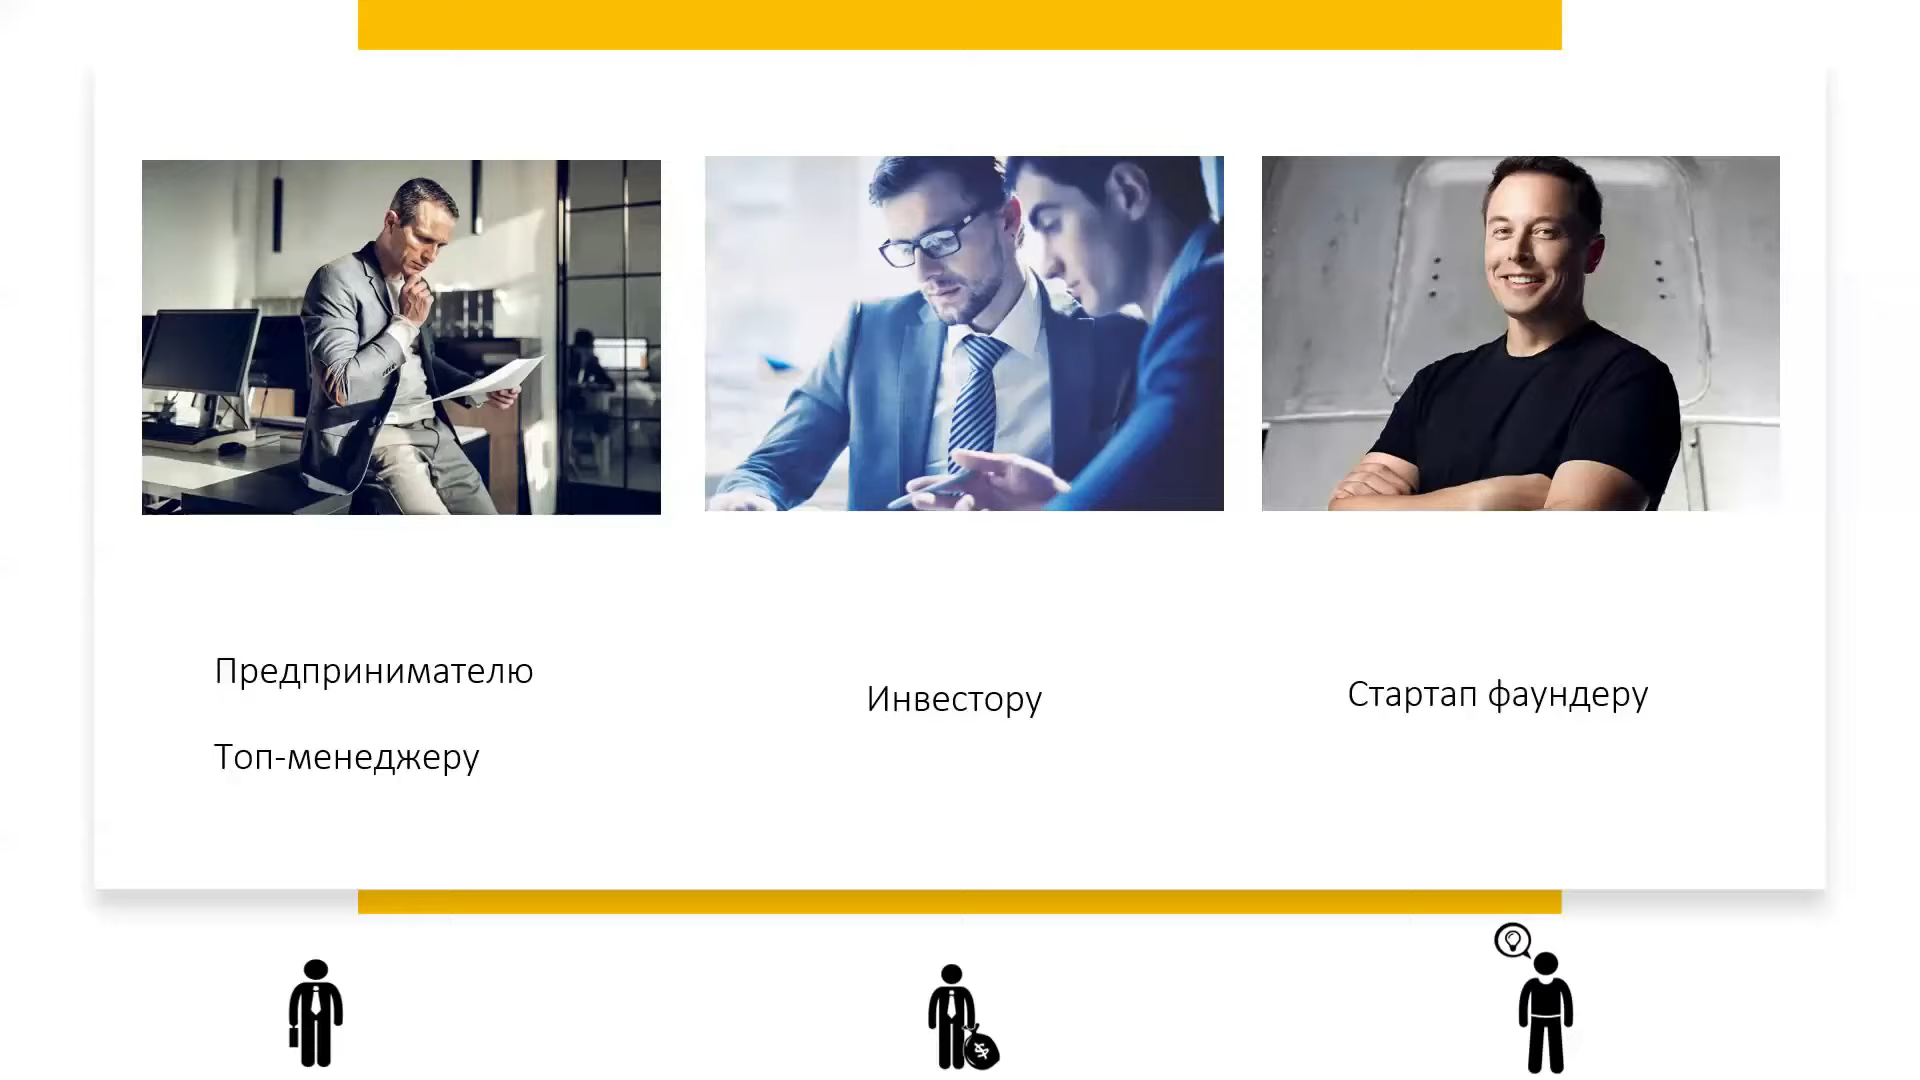 Предпринимателю
Топ-менеджеру
Инвестору
Стартап фаундеру
$